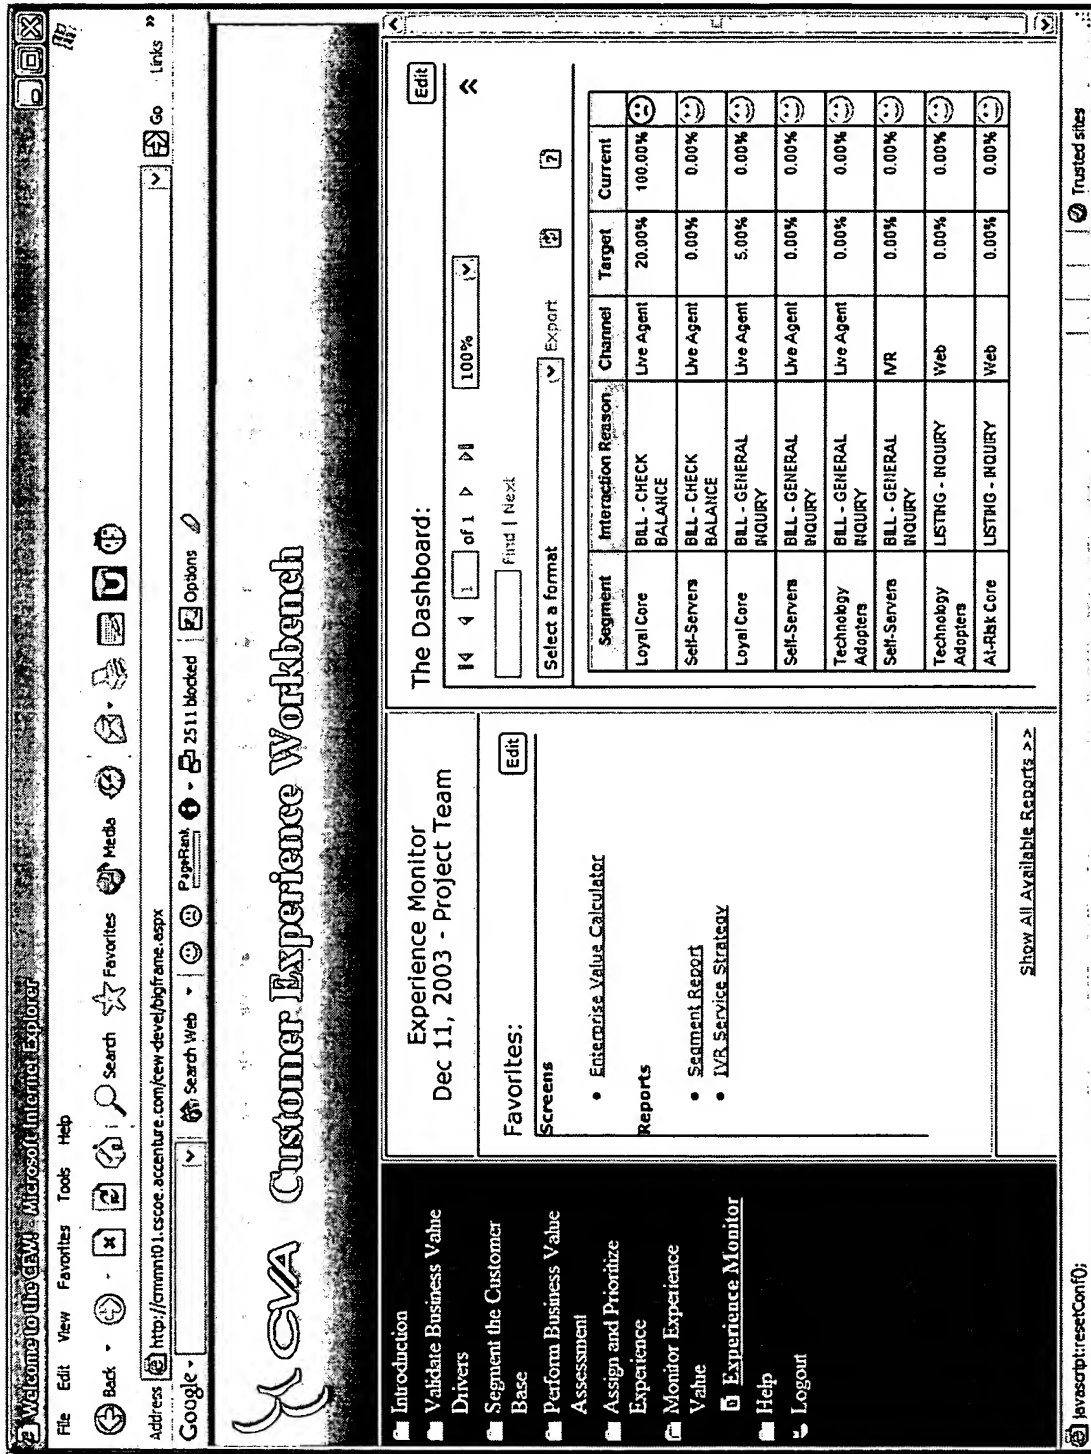 Welcome to the CEW! - Microsoft Internet Explorer
File Edit View Favorites Tools Help
Back Search Favorites Media
Address http://cmmnt01.cscoe.accenture.com/cew-devel/bigframe.aspx Go Links »
Google Search Web PageRank 2511 blocked Options
CVA Customer Experience Workbench
Introduction
Validate Business Value
Drivers
Segment the Customer
Base
Perform Business Value
Assessment
Assign and Prioritize
Experience
Monitor Experience
Value
Experience Monitor
Help
Logout
Experience Monitor
Dec 11, 2003 - Project Team
Favorites: Edit
Screens
• Enterprise Value Calculator
Reports
• Segment Report
• IVR Service Strategy
Show All Available Reports >>
The Dashboard: Edit
1 of 1 100%
Find | Next
Select a format Export
Segment Interaction Reason Channel Target Current
Loyal Core BILL - CHECK BALANCE Live Agent 20.00% 100.00%
Self-Servers BILL - CHECK BALANCE Live Agent 0.00% 0.00%
Loyal Core BILL - GENERAL INQUIRY Live Agent 5.00% 0.00%
Self-Servers BILL - GENERAL INQUIRY Live Agent 0.00% 0.00%
Technology Adopters BILL - GENERAL INQUIRY Live Agent 0.00% 0.00%
Self-Servers BILL - GENERAL INQUIRY IVR 0.00% 0.00%
Technology Adopters LISTING - INQUIRY Web 0.00% 0.00%
At-Risk Core LISTING - INQUIRY Web 0.00% 0.00%
javascript:resetConf(); Trusted sites